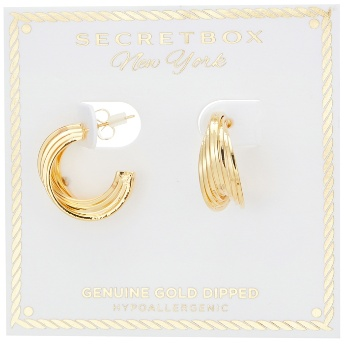 SECRETBOX
New York
GENUINE GOLD DIPPED
HYPOALLERGENIC